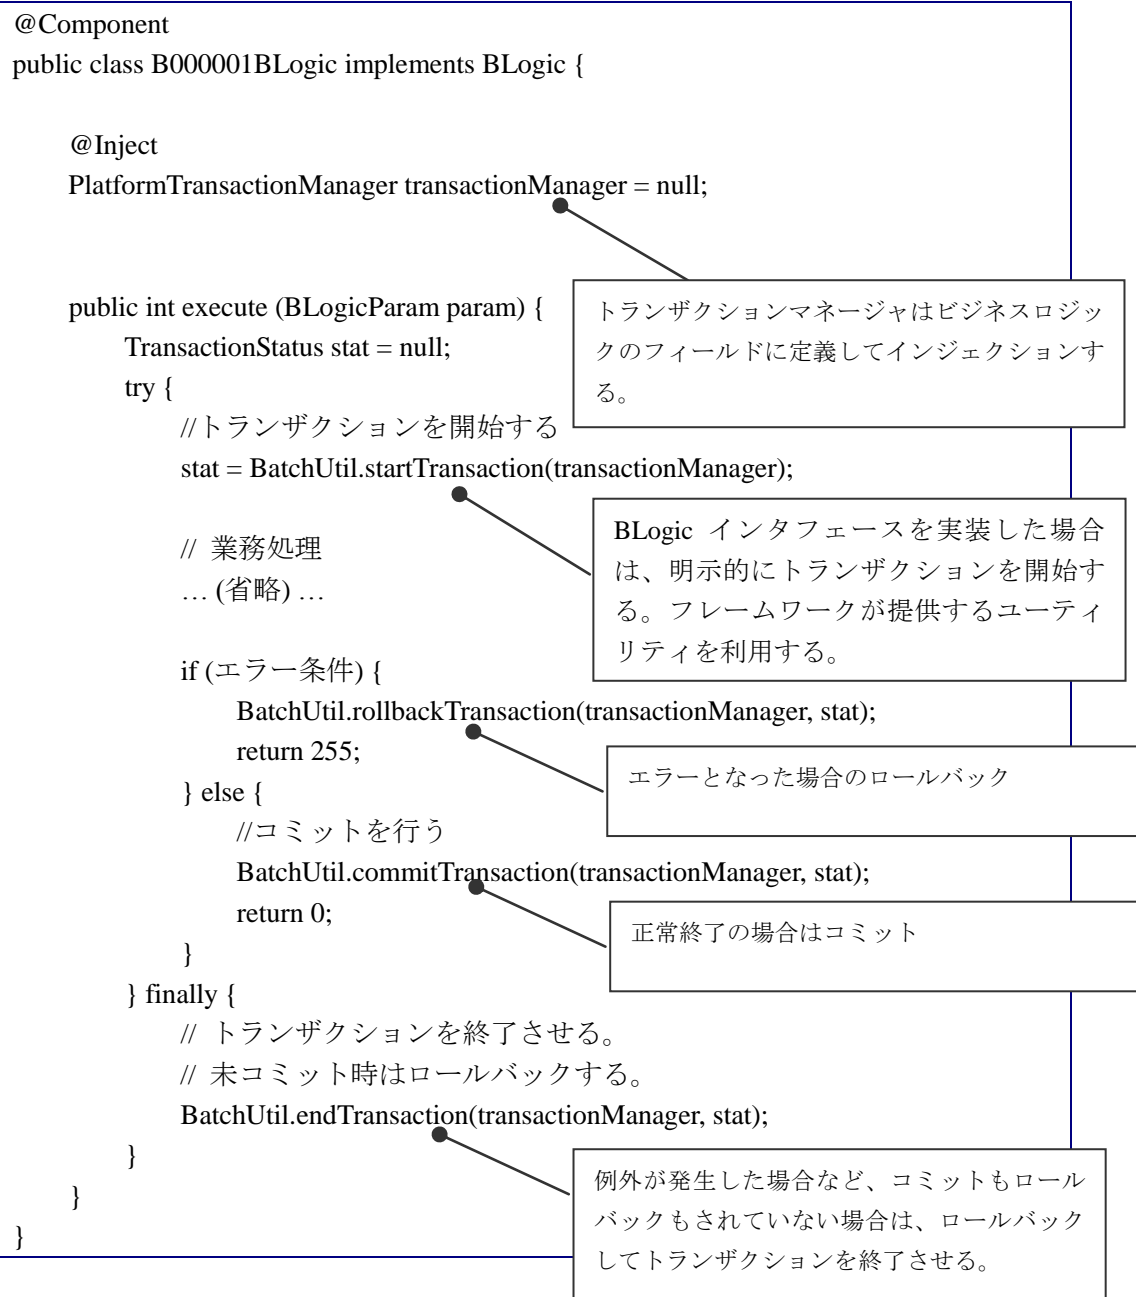 @Component
public class B000001BLogic implements BLogic {
@Inject
PlatformTransactionManager transactionManager = null;
トランザクションマネージャはビジネスロジッ
クのフィールドに定義してインジェクションす
る。
public int execute (BLogicParam param) {
TransactionStatus stat = null;
try {
//トランザクションを開始する
stat = BatchUtil.startTransaction(transactionManager);
BLogic インタフェースを実装した場合
は、明示的にトランザクションを開始す
る。フレームワークが提供するユーティ
リティを利用する。
// 業務処理
… (省略) …
if (エラー条件) {
BatchUtil.rollbackTransaction(transactionManager, stat);
return 255;
エラーとなった場合のロールバック
} else {
//コミットを行う
BatchUtil.commitTransaction(transactionManager, stat);
return 0;
正常終了の場合はコミット
}
} finally {
// トランザクションを終了させる。
// 未コミット時はロールバックする。
BatchUtil.endTransaction(transactionManager, stat);
例外が発生した場合など、コミットもロール
バックもされていない場合は、ロールバック
してトランザクションを終了させる。
}
}
}